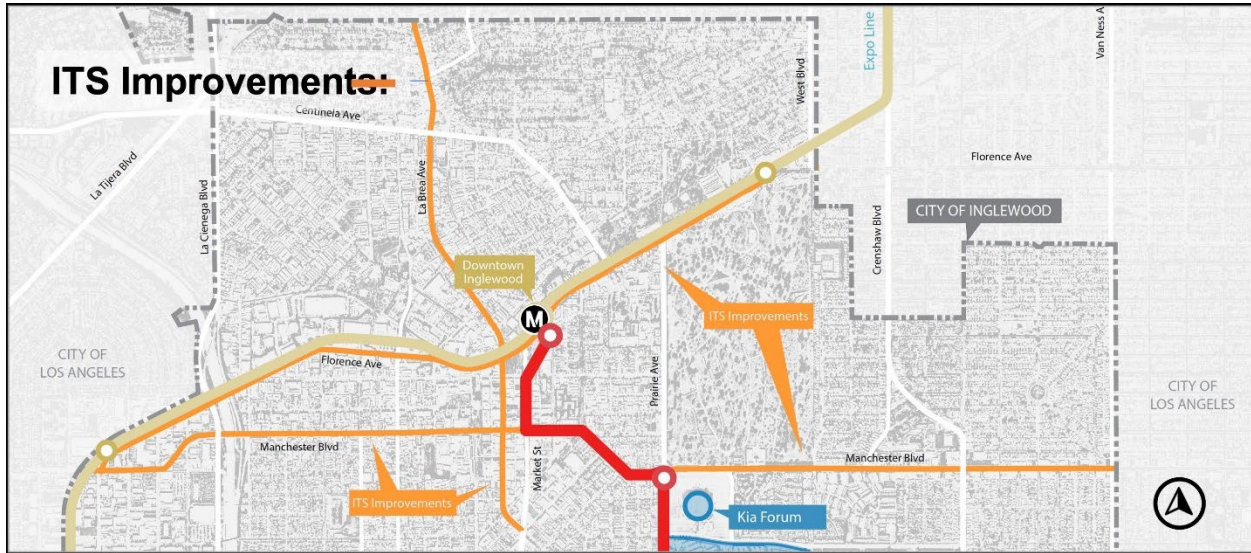 ITS Improvements:
Expo Line
West Blvd
Van Ness A
Centinela Ave
La Tijera Blvd
La Cienega Blvd
La Brea Ave
Florence Ave
CITY OF INGLEWOOD
Crenshaw Blvd
Downtown
Inglewood
M
ITS Improvements
CITY OF
LOS ANGELES
Florence Ave
Prairie Ave
CITY OF
LOS ANGELES
Manchester Blvd
Market St
Manchester Blvd
ITS Improvements
Kia Forum